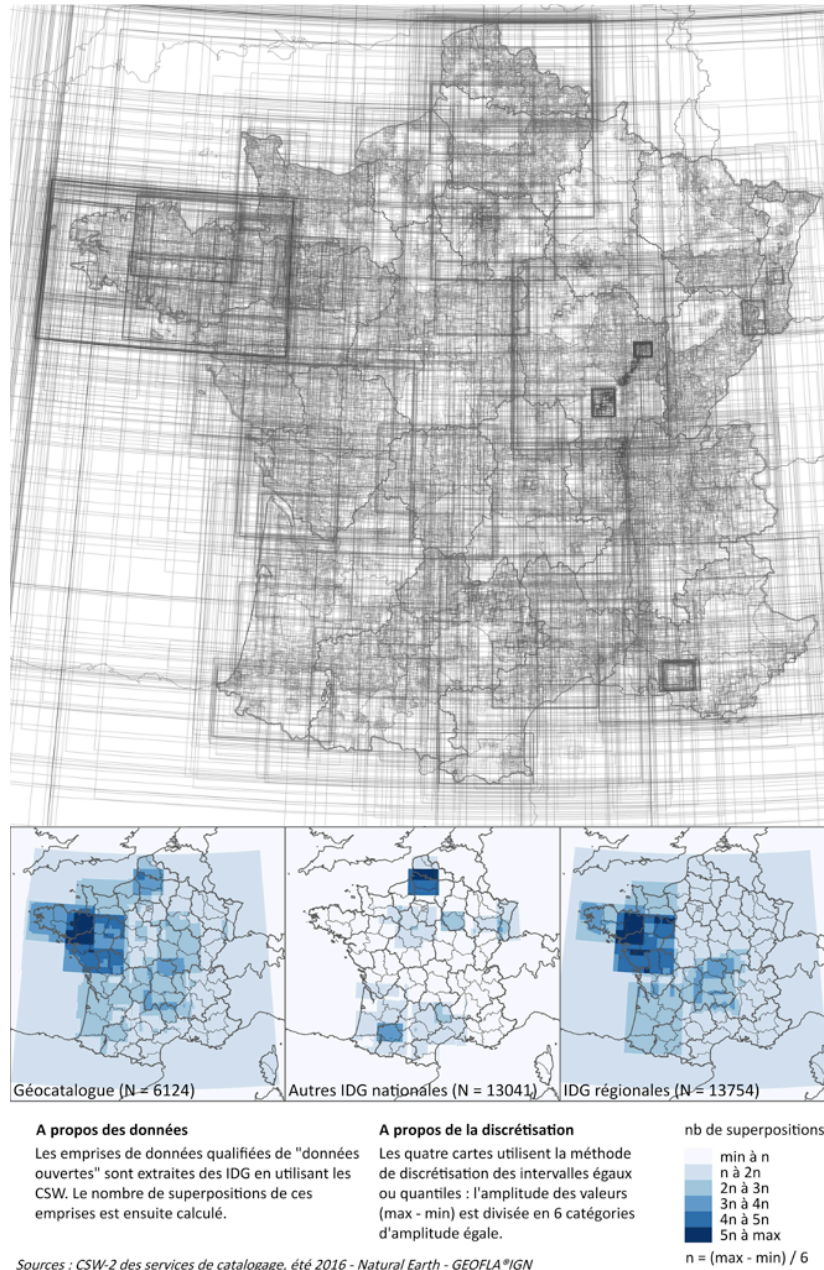 Géocatalogue (N = 6124)
Autres IDG nationales (N = 13041)
IDG régionales (N = 13754)
A propos des données
Les emprises de données qualifiées de "données
ouvertes" sont extraites des IDG en utilisant les
CSW. Le nombre de superpositions de ces
emprises est ensuite calculé.
A propos de la discrétisation
Les quatre cartes utilisent la méthode
de discrétisation des intervalles égaux
ou quantiles : l'amplitude des valeurs
(max - min) est divisée en 6 catégories
d'amplitude égale.
nb de superpositions
min à n
n à 2n
2n à 3n
3n à 4n
4n à 5n
5n à max
n = (max - min) / 6
Sources : CSW-2 des services de catalogage, été 2016 - Natural Earth - GEOFLA®IGN